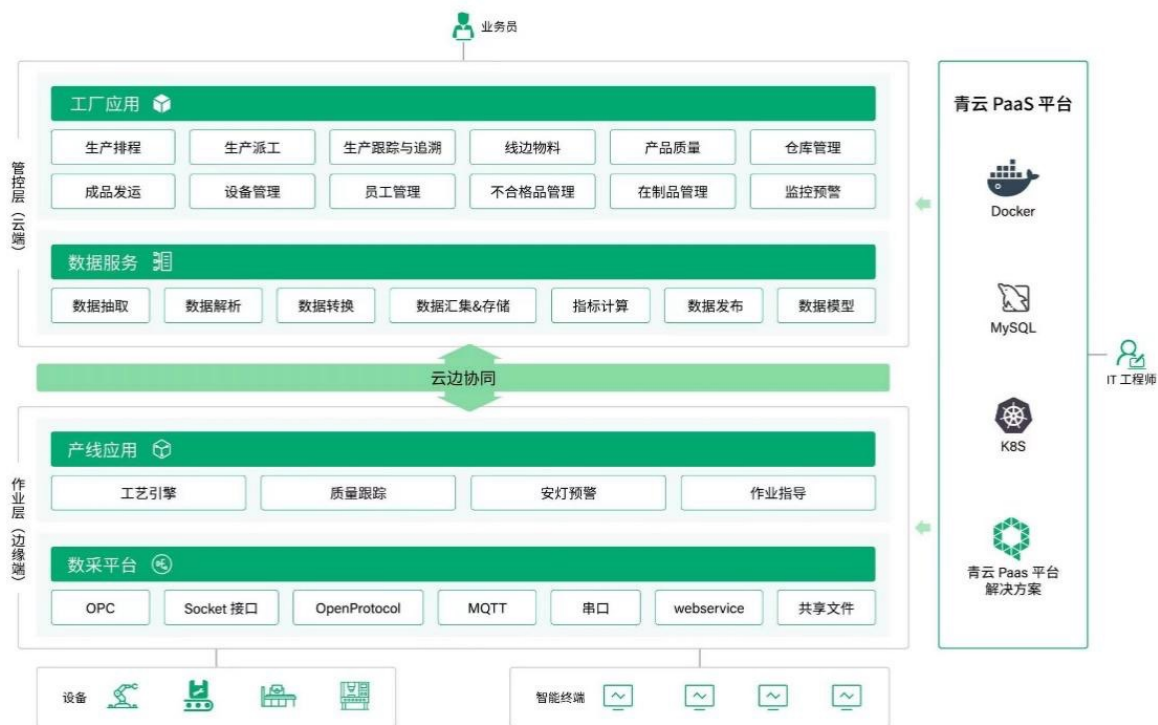 业务员
管控层（云端）
工厂应用
生产排程
生产派工
生产跟踪与追溯
线边物料
产品质量
仓库管理
成品发运
设备管理
员工管理
不合格品管理
在制品管理
监控预警
数据服务
数据抽取
数据解析
数据转换
数据汇集&存储
指标计算
数据发布
数据模型
云边协同
作业层（边缘端）
产线应用
工艺引擎
质量跟踪
安灯预警
作业指导
数采平台
OPC
Socket 接口
OpenProtocol
MQTT
串口
webservice
共享文件
设备
智能终端
青云 PaaS 平台
Docker
MySQL
K8S
青云 Paas 平台
解决方案
IT 工程师